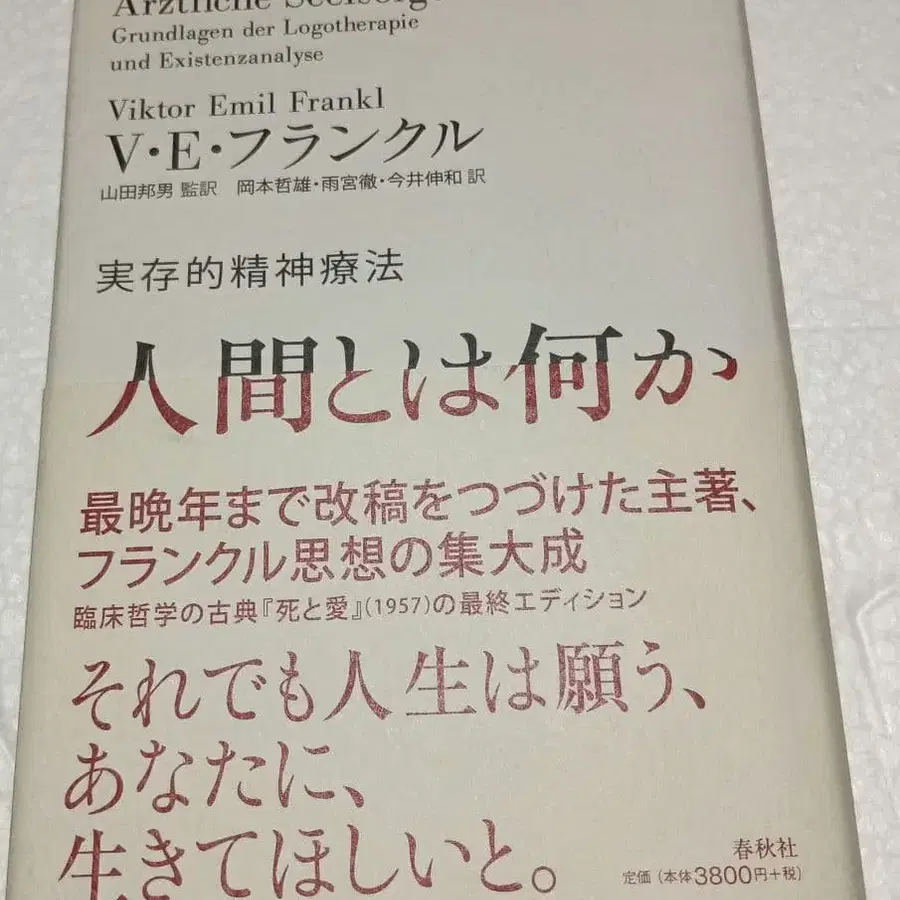 Ärztliche Seelsorge
Grundlagen der Logotherapie
und Existenzanalyse
Viktor Emil Frankl
V・E・フランクル
山田邦男 監訳 岡本哲雄・雨宮徹・今井伸和 訳
実存的精神療法
人間とは何か
最晩年まで改稿をつづけた主著、
フランクル思想の集大成
臨床哲学の古典『死と愛』(1957)の最終エディション
それでも人生は願う、
あなたに、
生きてほしいと。
春秋社
定価（本体3800円+税）